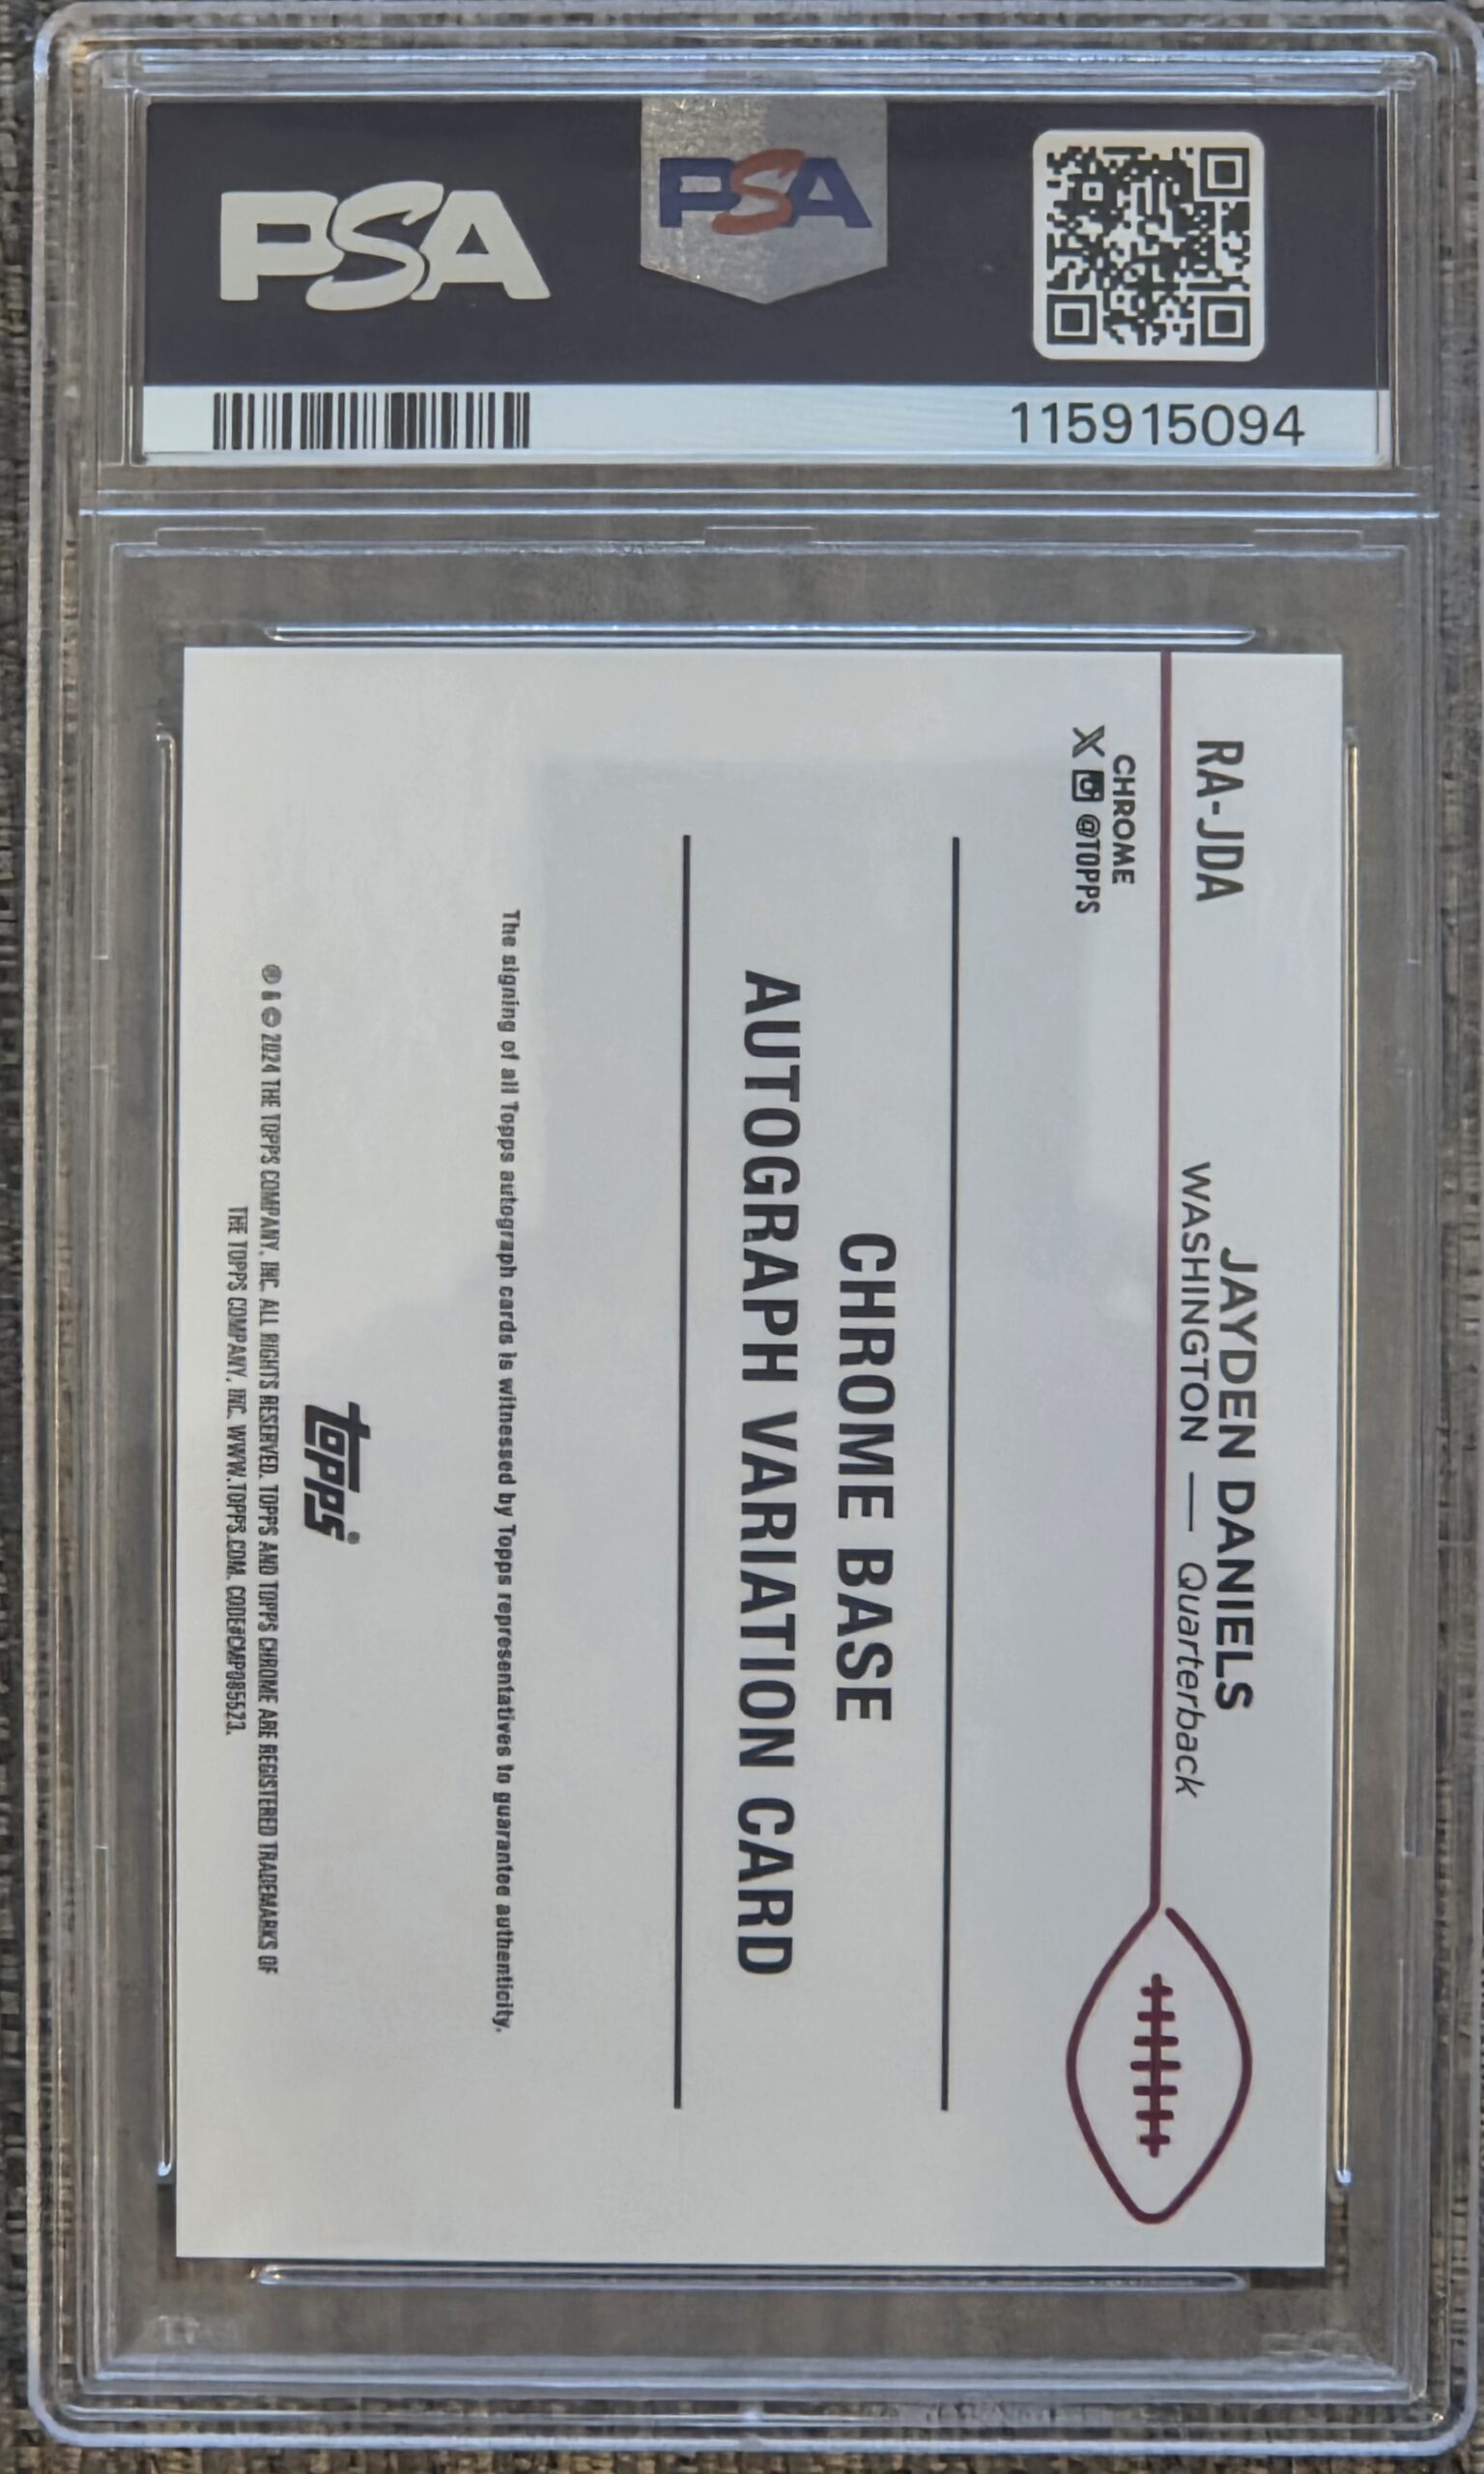 PSA
PSA
115915094
RA-JDA
JAYDEN DANIELS
WASHINGTON — Quarterback
CHROME
X @TOPPS
CHROME BASE
AUTOGRAPH VARIATION CARD
The signing of all Topps autograph cards is witnessed by Topps representatives to guarantee authenticity.
topps®
® & © 2024 THE TOPPS COMPANY, INC. ALL RIGHTS RESERVED. TOPPS AND TOPPS CHROME ARE REGISTERED TRADEMARKS OF
THE TOPPS COMPANY, INC. WWW.TOPPS.COM. CODE#CMP085523.